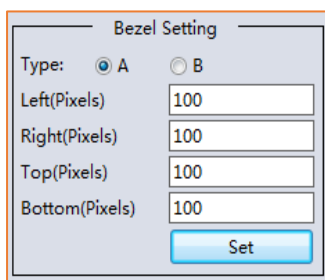 Bezel Setting
Type: A B
Left(Pixels) 100
Right(Pixels) 100
Top(Pixels) 100
Bottom(Pixels) 100
Set